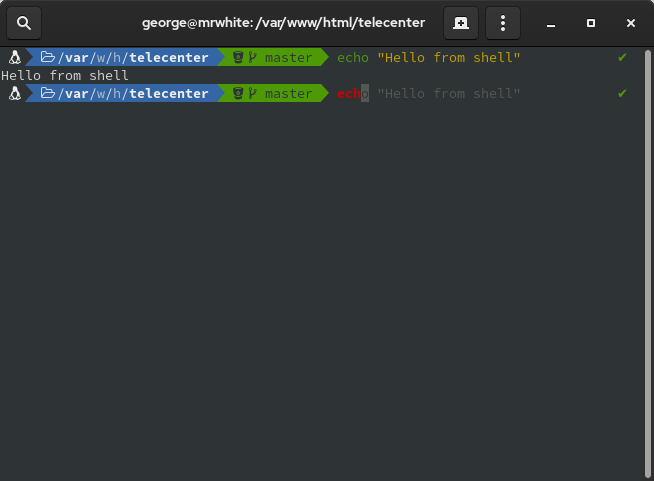 george@mrwhite: /var/www/html/telecenter
/var/w/h/telecenter master echo "Hello from shell" ✔
Hello from shell
/var/w/h/telecenter master echo "Hello from shell" ✔